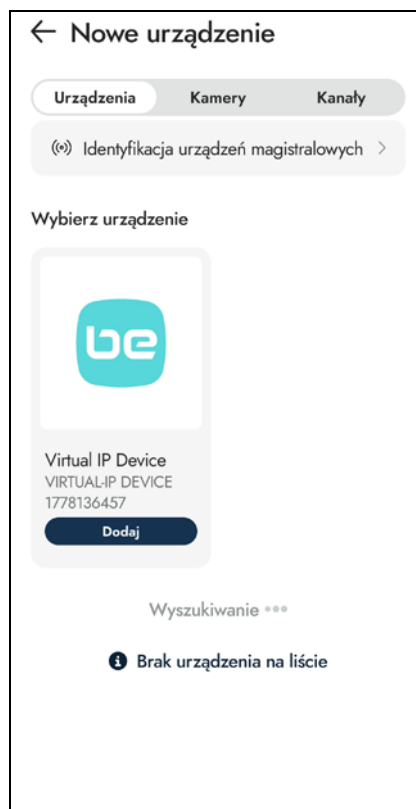 Nowe urządzenie
Urządzenia Kamery Kanały
Identyfikacja urządzeń magistralowych
Wybierz urządzenie
be
Virtual IP Device
VIRTUAL-IP DEVICE
1778136457
Dodaj
Wyszukiwanie
Brak urządzenia na liście